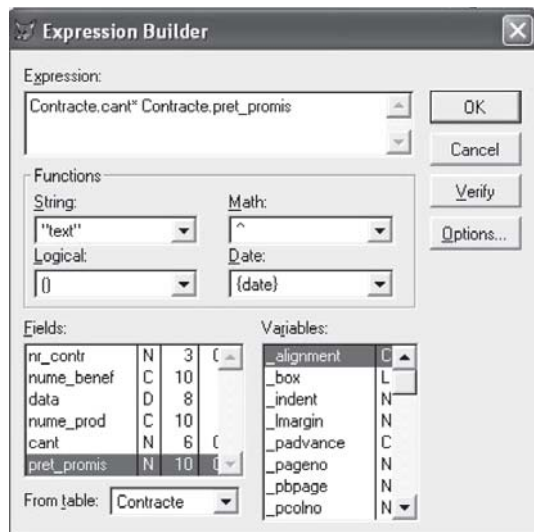 Expression Builder
Expression:
Contracte.cant* Contracte.pret_promis
OK
Cancel
Verify
Options...
Functions
String: Math:
"text" ^
Logical: Date:
() {date}
Fields: Variables:
nr_contr N 3 _alignment C
nume_benef C 10 _box L
data D 8 _indent N
nume_prod C 10 _lmargin N
cant N 6 _padvance C
pret_promis N 10 _pageno N
_pbpage N
From table: Contracte _pcolno N